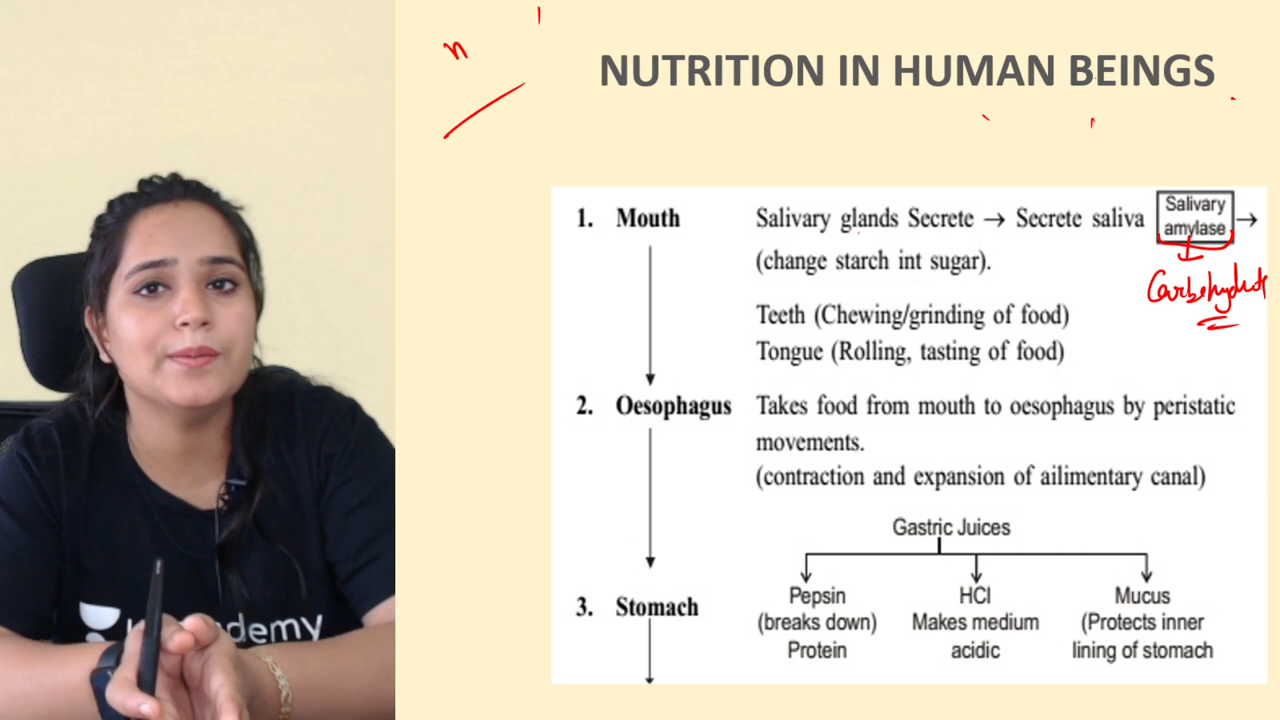 NUTRITION IN HUMAN BEINGS
1. Mouth Salivary glands Secrete → Secrete saliva Salivary amylase →
(change starch int sugar).
Carbohydrate
Teeth (Chewing/grinding of food)
Tongue (Rolling, tasting of food)
2. Oesophagus Takes food from mouth to oesophagus by peristatic
movements.
(contraction and expansion of ailimentary canal)
Gastric Juices
3. Stomach
Pepsin
(breaks down)
Protein
HCl
Makes medium
acidic
Mucus
(Protects inner
lining of stomach